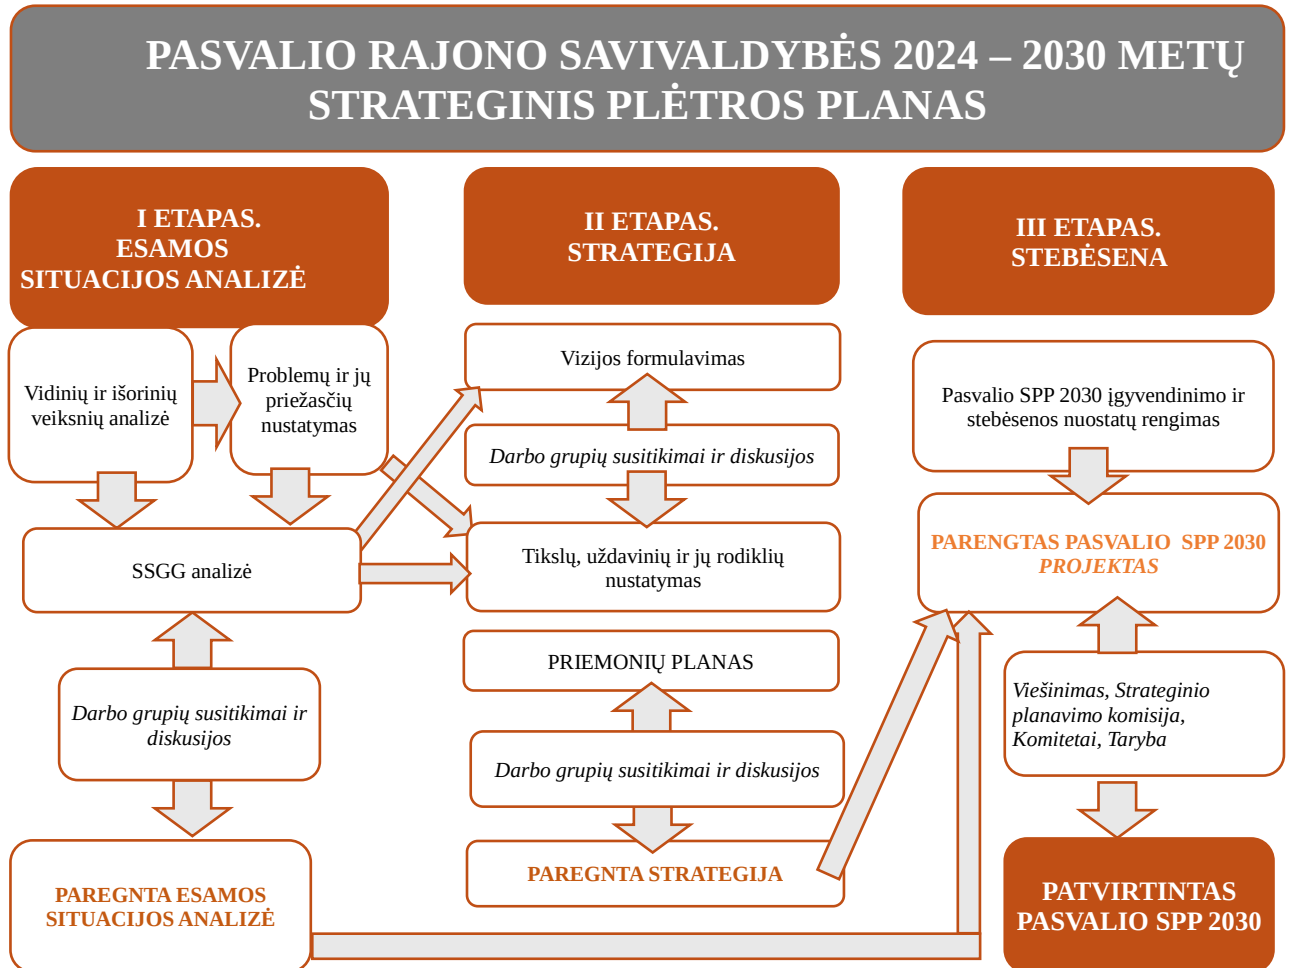 PASVALIO RAJONO SAVIVALDYBĖS 2024 – 2030 METŲ
STRATEGINIS PLĖTROS PLANAS
I ETAPAS.
ESAMOS
SITUACIJOS ANALIZĖ
Vidinių ir išorinių
veiksnių analizė
Problemų ir jų
priežasčių
nustatymas
SSGG analizė
Darbo grupių susitikimai ir
diskusijos
PAREGNTA ESAMOS
SITUACIJOS ANALIZĖ
II ETAPAS.
STRATEGIJA
Vizijos formulavimas
Darbo grupių susitikimai ir diskusijos
Tikslų, uždavinių ir jų rodiklių
nustatymas
PRIEMONIŲ PLANAS
Darbo grupių susitikimai ir diskusijos
PAREGNTA STRATEGIJA
III ETAPAS.
STEBĖSENA
Pasvalio SPP 2030 įgyvendinimo ir
stebėsenos nuostatų rengimas
PARENGTAS PASVALIO SPP 2030
PROJEKTAS
Viešinimas, Strateginio
planavimo komisija,
Komitetai, Taryba
PATVIRTINTAS
PASVALIO SPP 2030